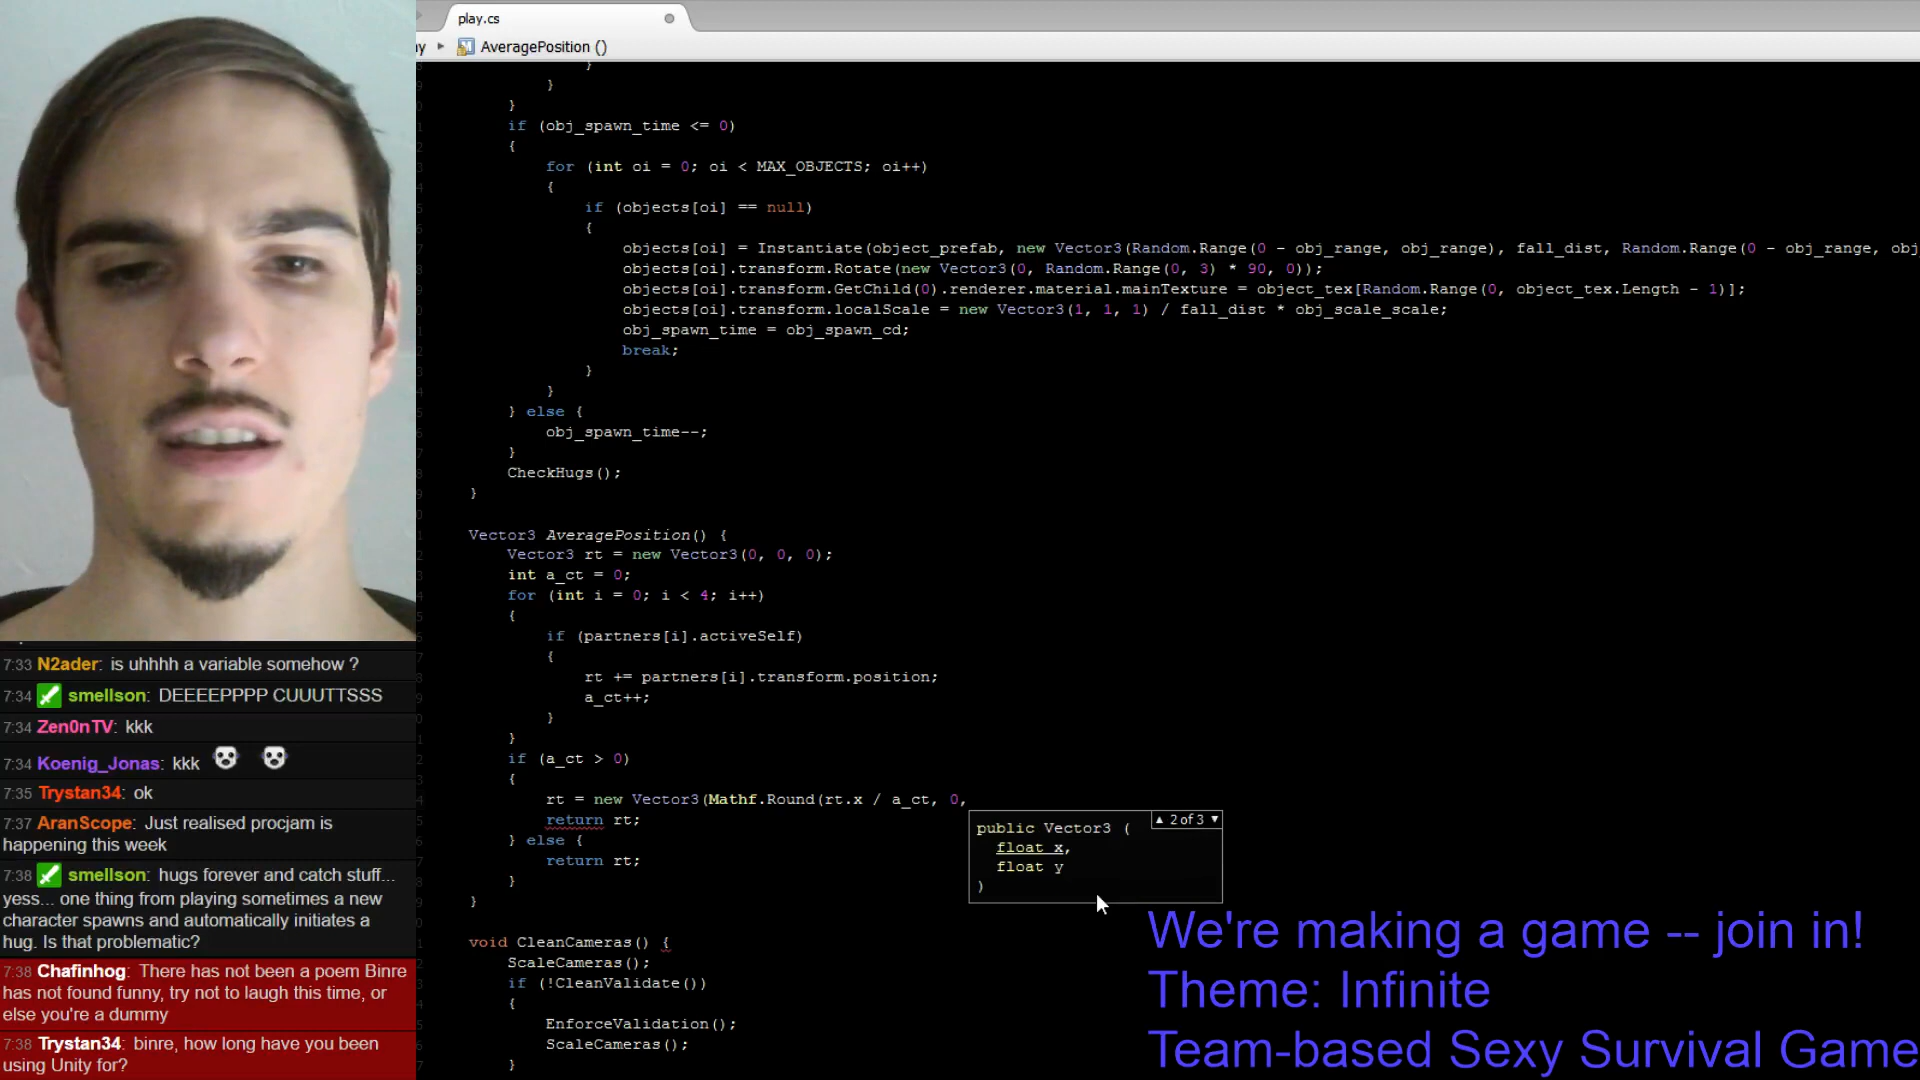 play.cs
ay ▸ AveragePosition ()
}
}
}
if (obj_spawn_time <= 0)
{
for (int oi = 0; oi < MAX_OBJECTS; oi++)
{
if (objects[oi] == null)
{
objects[oi] = Instantiate(object_prefab, new Vector3(Random.Range(0 - obj_range, obj_range), fall_dist, Random.Range(0 - obj_range, obj
objects[oi].transform.Rotate(new Vector3(0, Random.Range(0, 3) * 90, 0));
objects[oi].transform.GetChild(0).renderer.material.mainTexture = object_tex[Random.Range(0, object_tex.Length - 1)];
objects[oi].transform.localScale = new Vector3(1, 1, 1) / fall_dist * obj_scale_scale;
obj_spawn_time = obj_spawn_cd;
break;
}
}
} else {
obj_spawn_time--;
}
CheckHugs();
}
Vector3 AveragePosition() {
Vector3 rt = new Vector3(0, 0, 0);
int a_ct = 0;
for (int i = 0; i < 4; i++)
{
if (partners[i].activeSelf)
{
rt += partners[i].transform.position;
a_ct++;
}
}
if (a_ct > 0)
{
rt = new Vector3(Mathf.Round(rt.x / a_ct, 0,
return rt;
} else {
return rt;
}
}
void CleanCameras() {
ScaleCameras();
if (!CleanValidate())
{
EnforceValidation();
ScaleCameras();
}
▲ 2 of 3 ▼
public Vector3 (
float x,
float y
)
7:33 N2ader: is uhhhh a variable somehow ?
7:34 smellson: DEEEEPPPP CUUUTTSSS
7:34 Zen0nTV: kkk
7:34 Koenig_Jonas: kkk
7:35 Trystan34: ok
7:37 AranScope: Just realised procjam is
happening this week
7:38 smellson: hugs forever and catch stuff...
yess... one thing from playing sometimes a new
character spawns and automatically initiates a
hug. Is that problematic?
7:38 Chafinhog: There has not been a poem Binre
has not found funny, try not to laugh this time, or
else you're a dummy
7:38 Trystan34: binre, how long have you been
using Unity for?
We're making a game -- join in!
Theme: Infinite
Team-based Sexy Survival Game